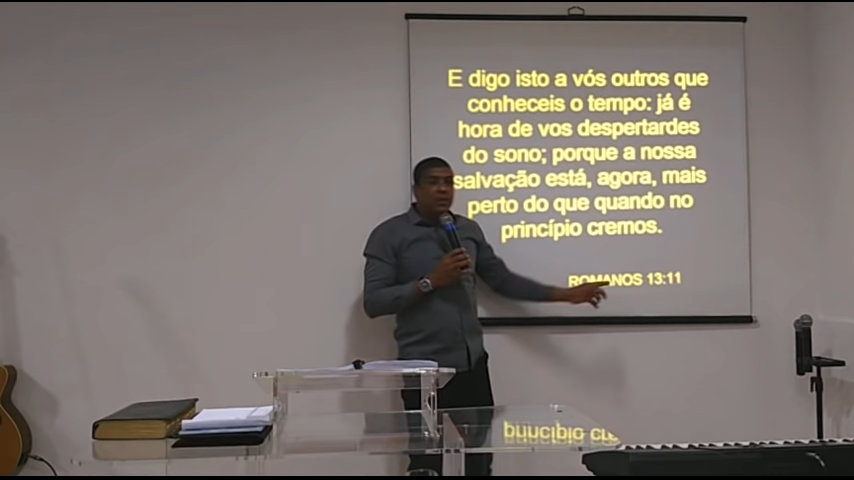 E digo isto a vós outros que
conheceis o tempo: já é
hora de vos despertardes
do sono; porque a nossa
salvação está, agora, mais
perto do que quando no
princípio cremos.
ROMANOS 13:11